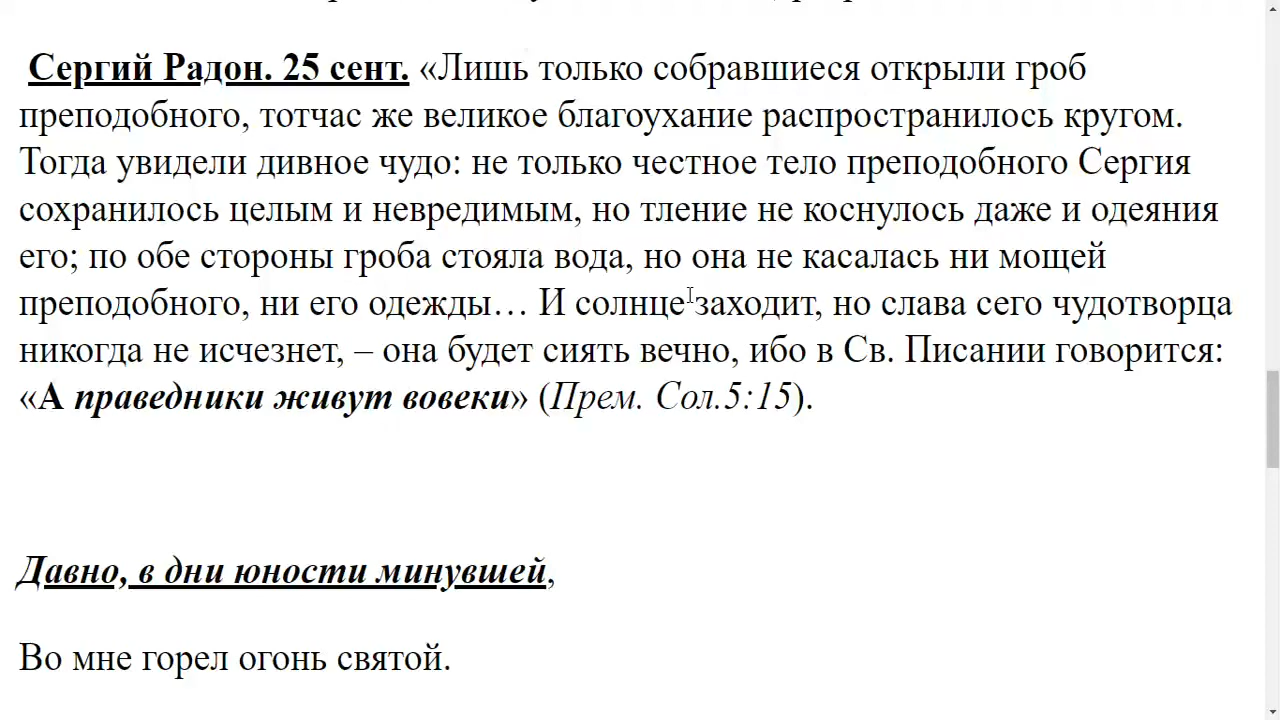 Сергий Радон. 25 сент. «Лишь только собравшиеся открыли гроб
преподобного, тотчас же великое благоухание распространилось кругом.
Тогда увидели дивное чудо: не только честное тело преподобного Сергия
сохранилось целым и невредимым, но тление не коснулось даже и одеяния
его; по обе стороны гроба стояла вода, но она не касалась ни мощей
преподобного, ни его одежды… И солнце заходит, но слава сего чудотворца
никогда не исчезнет, – она будет сиять вечно, ибо в Св. Писании говорится:
«А праведники живут вовеки» (Прем. Сол.5:15).
Давно, в дни юности минувшей,
Во мне горел огонь святой.